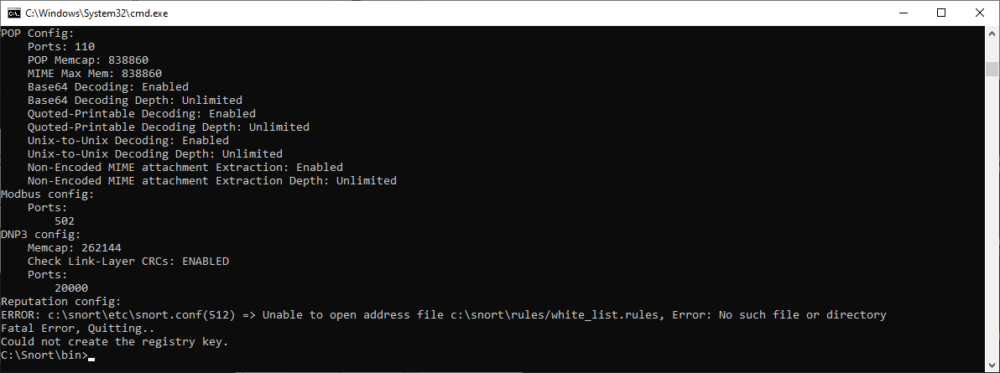 C:\Windows\System32\cmd.exe
POP Config:
Ports: 110
POP Memcap: 838860
MIME Max Mem: 838860
Base64 Decoding: Enabled
Base64 Decoding Depth: Unlimited
Quoted-Printable Decoding: Enabled
Quoted-Printable Decoding Depth: Unlimited
Unix-to-Unix Decoding: Enabled
Unix-to-Unix Decoding Depth: Unlimited
Non-Encoded MIME attachment Extraction: Enabled
Non-Encoded MIME attachment Extraction Depth: Unlimited
Modbus config:
Ports:
502
DNP3 config:
Memcap: 262144
Check Link-Layer CRCs: ENABLED
Ports:
20000
Reputation config:
ERROR: c:\snort\etc\snort.conf(512) => Unable to open address file c:\snort\rules/white_list.rules, Error: No such file or directory
Fatal Error, Quitting..
Could not create the registry key.
C:\Snort\bin>